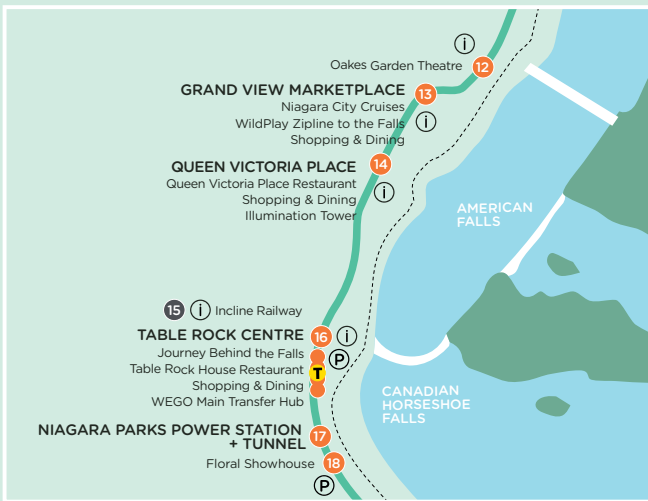 i
Oakes Garden Theatre 12
GRAND VIEW MARKETPLACE 13
Niagara City Cruises
WildPlay Zipline to the Falls i
Shopping & Dining
QUEEN VICTORIA PLACE 14
Queen Victoria Place Restaurant i
Shopping & Dining
Illumination Tower
AMERICAN
FALLS
15 i Incline Railway
TABLE ROCK CENTRE 16 i
Journey Behind the Falls P
Table Rock House Restaurant T
Shopping & Dining
WEGO Main Transfer Hub
CANADIAN
HORSESHOE
FALLS
NIAGARA PARKS POWER STATION 17
+ TUNNEL
Floral Showhouse 18
P